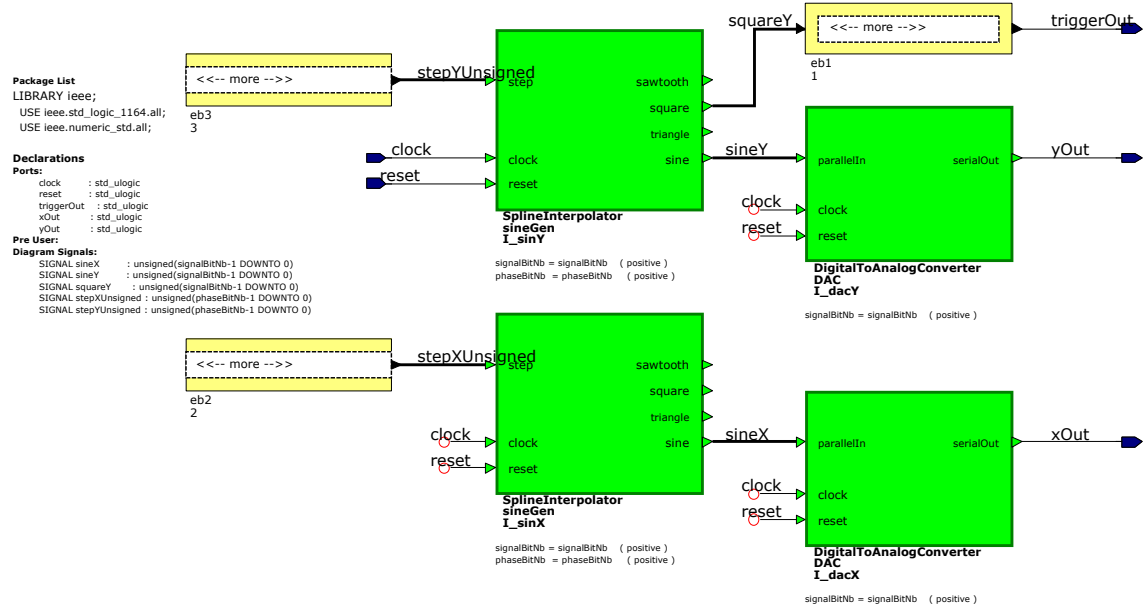 Package List
LIBRARY ieee;
USE ieee.std_logic_1164.all;
USE ieee.numeric_std.all;
Declarations
Ports:
clock : std_ulogic
reset : std_ulogic
triggerOut : std_ulogic
xOut : std_ulogic
yOut : std_ulogic
Pre User:
Diagram Signals:
SIGNAL sineX : unsigned(signalBitNb-1 DOWNTO 0)
SIGNAL sineY : unsigned(signalBitNb-1 DOWNTO 0)
SIGNAL squareY : unsigned(signalBitNb-1 DOWNTO 0)
SIGNAL stepXUnsigned : unsigned(phaseBitNb-1 DOWNTO 0)
SIGNAL stepYUnsigned : unsigned(phaseBitNb-1 DOWNTO 0)
<<-- more -->>
eb3
3
stepYUnsigned
clock
reset
step
sawtooth
square
triangle
clock
sine
reset
SplineInterpolator
sineGen
I_sinY
signalBitNb = signalBitNb ( positive )
phaseBitNb = phaseBitNb ( positive )
squareY
<<-- more -->>
eb1
1
triggerOut
sineY
parallelIn
serialOut
yOut
clock
clock
reset
reset
DigitalToAnalogConverter
DAC
I_dacY
signalBitNb = signalBitNb ( positive )
<<-- more -->>
eb2
2
stepXUnsigned
step
sawtooth
square
triangle
clock
clock
sine
reset
reset
SplineInterpolator
sineGen
I_sinX
signalBitNb = signalBitNb ( positive )
phaseBitNb = phaseBitNb ( positive )
sineX
parallelIn
serialOut
xOut
clock
clock
reset
reset
DigitalToAnalogConverter
DAC
I_dacX
signalBitNb = signalBitNb ( positive )